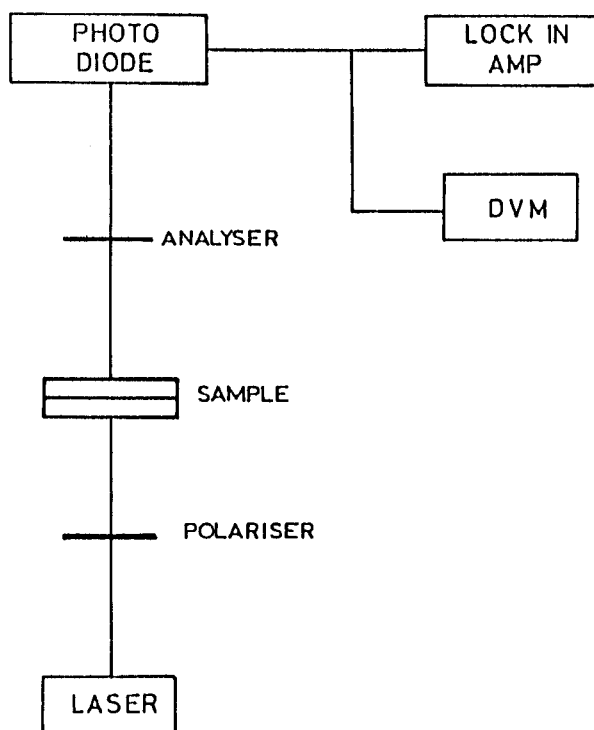 PHOTO
DIODE
LOCK IN
AMP
DVM
ANALYSER
SAMPLE
POLARISER
LASER